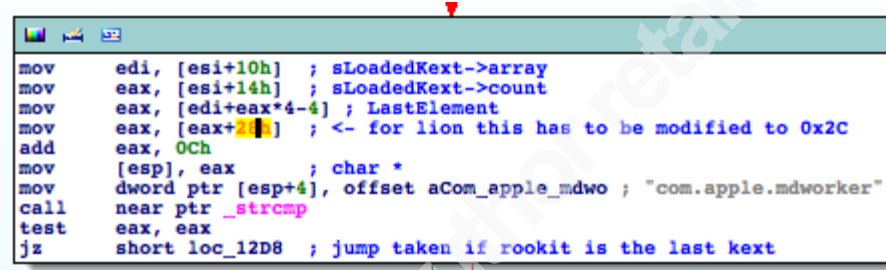 mov edi, [esi+10h] ; sLoadedKext->array
mov eax, [esi+14h] ; sLoadedKext->count
mov eax, [edi+eax*4-4] ; LastElement
mov eax, [eax+28h] ; <- for lion this has to be modified to 0x2C
add eax, 0Ch
mov [esp], eax ; char *
mov dword ptr [esp+4], offset aCom_apple_mdwo ; "com.apple.mdworker"
call near ptr _strcmp
test eax, eax
jz short loc_12D8 ; jump taken if rookit is the last kext
thor retai